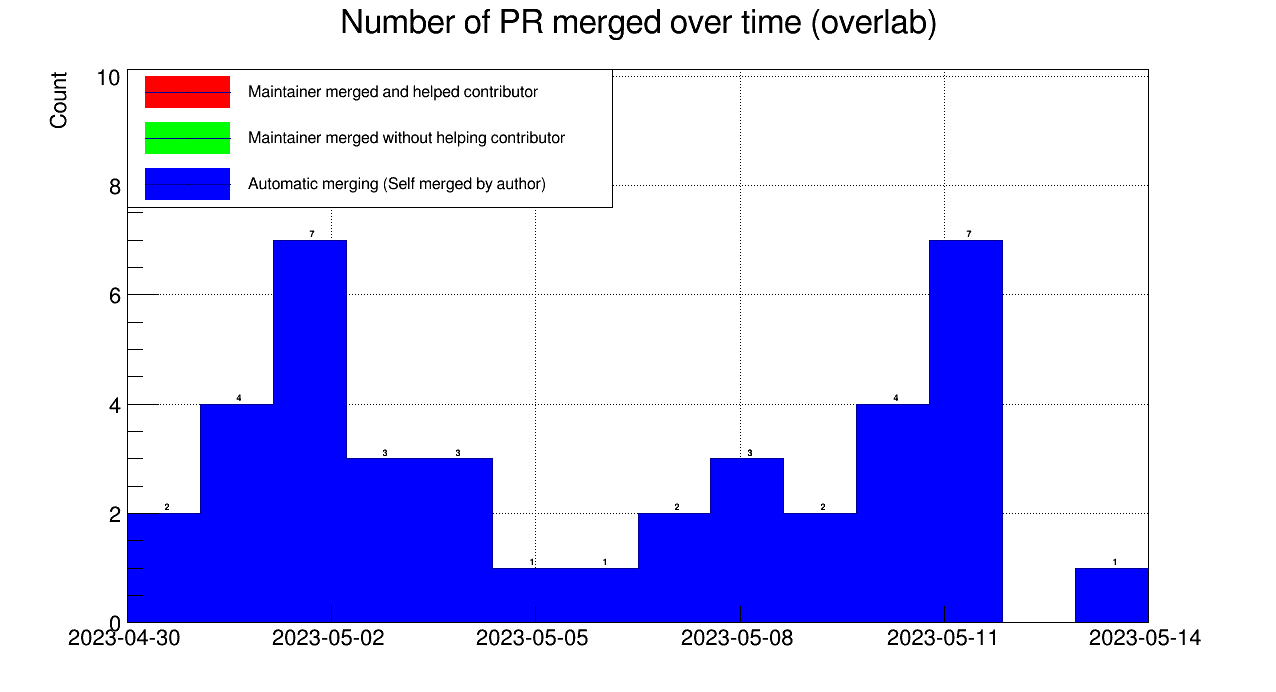 Number of PR merged over time (overlab)
Count
10
8
6
4
2
0
Maintainer merged and helped contributor
Maintainer merged without helping contributor
Automatic merging (Self merged by author)
2 4 7 3 3 1 1 2 3 2 4 7 1
2023-04-30 2023-05-02 2023-05-05 2023-05-08 2023-05-11 2023-05-14